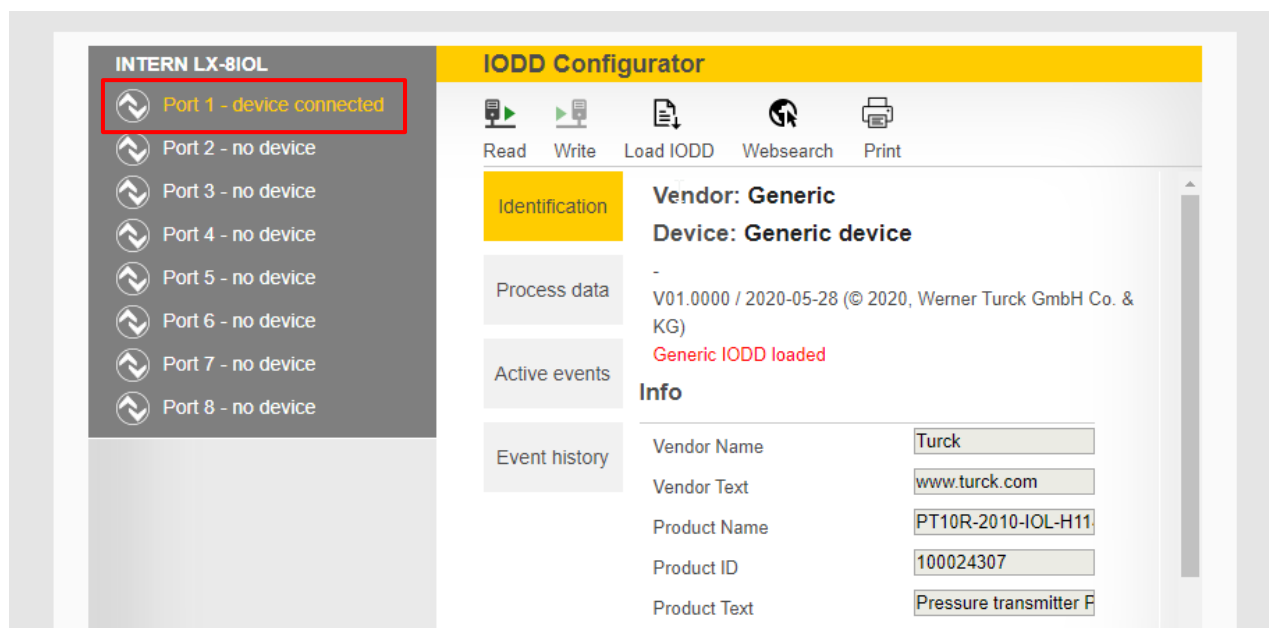 INTERN LX-8IOL
Port 1 - device connected
Port 2 - no device
Port 3 - no device
Port 4 - no device
Port 5 - no device
Port 6 - no device
Port 7 - no device
Port 8 - no device
IODD Configurator
Read Write Load IODD Websearch Print
Identification
Process data
Active events
Event history
Vendor: Generic
Device: Generic device
-
V01.0000 / 2020-05-28 (© 2020, Werner Turck GmbH Co. &
KG)
Generic IODD loaded
Info
Vendor Name Turck
Vendor Text www.turck.com
Product Name PT10R-2010-IOL-H11
Product ID 100024307
Product Text Pressure transmitter P